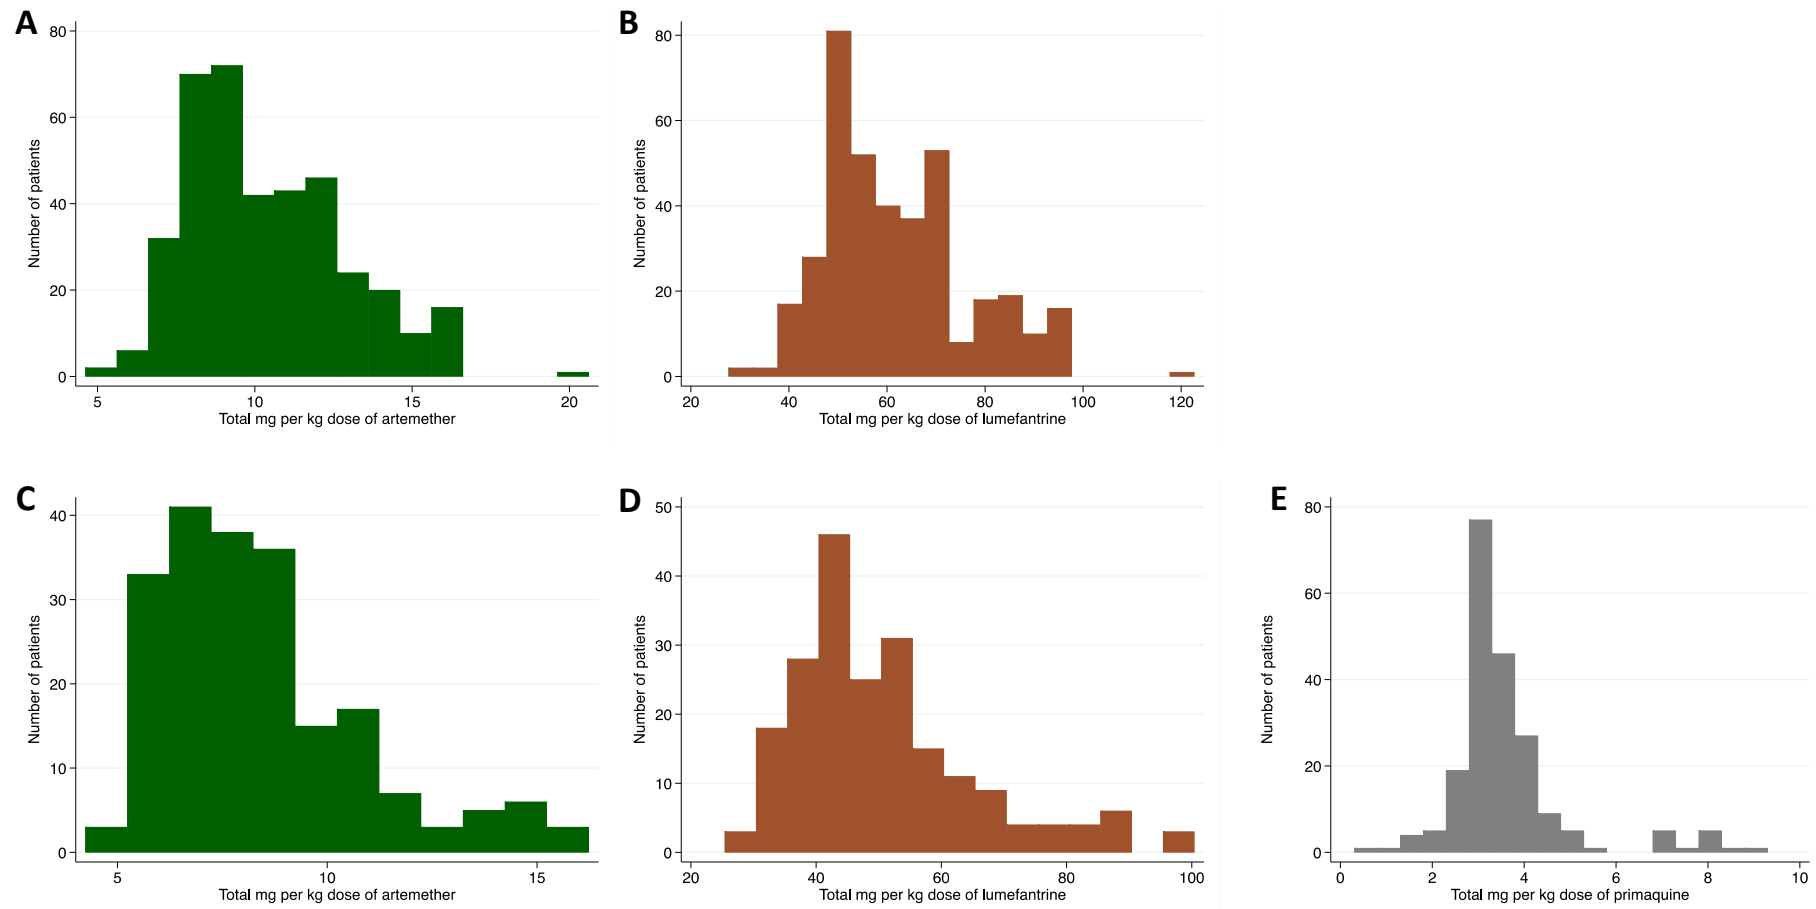 A
80
60
40
20
0
Number of patients
5 10 15 20
Total mg per kg dose of artemether
B
80
60
40
20
0
Number of patients
20 40 60 80 100 120
Total mg per kg dose of lumefantrine
C
40
30
20
10
0
Number of patients
5 10 15
Total mg per kg dose of artemether
D
50
40
30
20
10
0
Number of patients
20 40 60 80 100
Total mg per kg dose of lumefantrine
E
80
60
40
20
0
Number of patients
0 2 4 6 8 10
Total mg per kg dose of primaquine